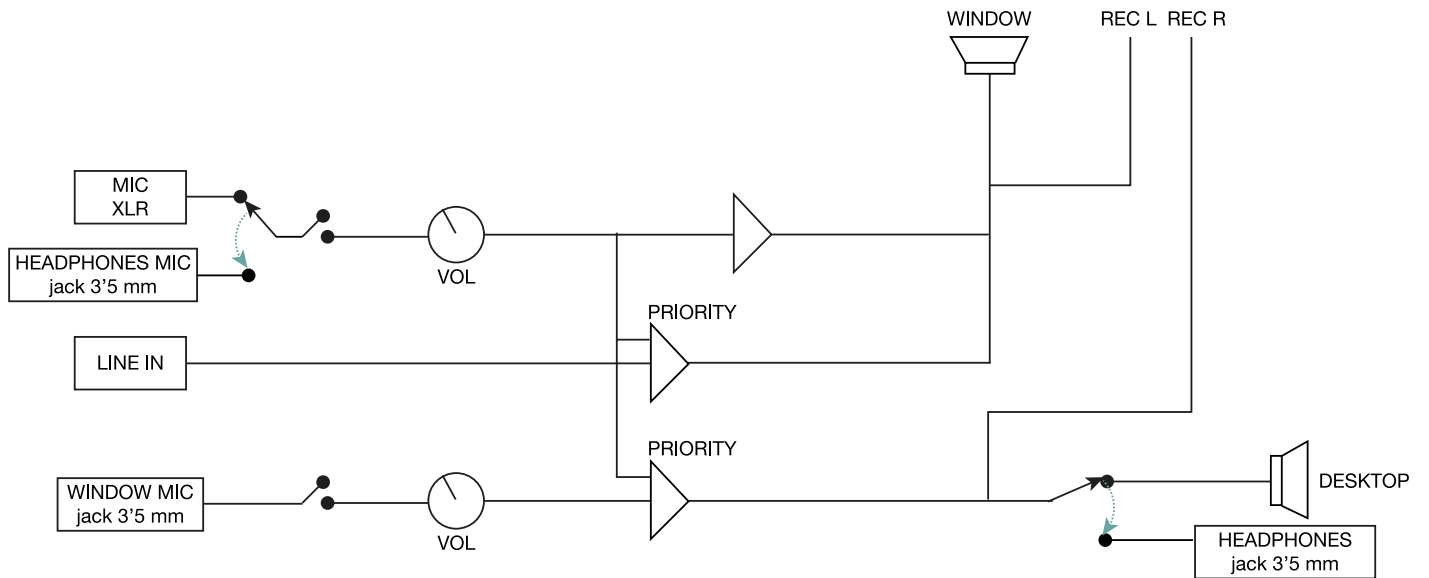 WINDOW
REC L REC R
MIC
XLR
HEADPHONES MIC
jack 3’5 mm
VOL
PRIORITY
LINE IN
PRIORITY
WINDOW MIC
jack 3’5 mm
VOL
DESKTOP
HEADPHONES
jack 3’5 mm